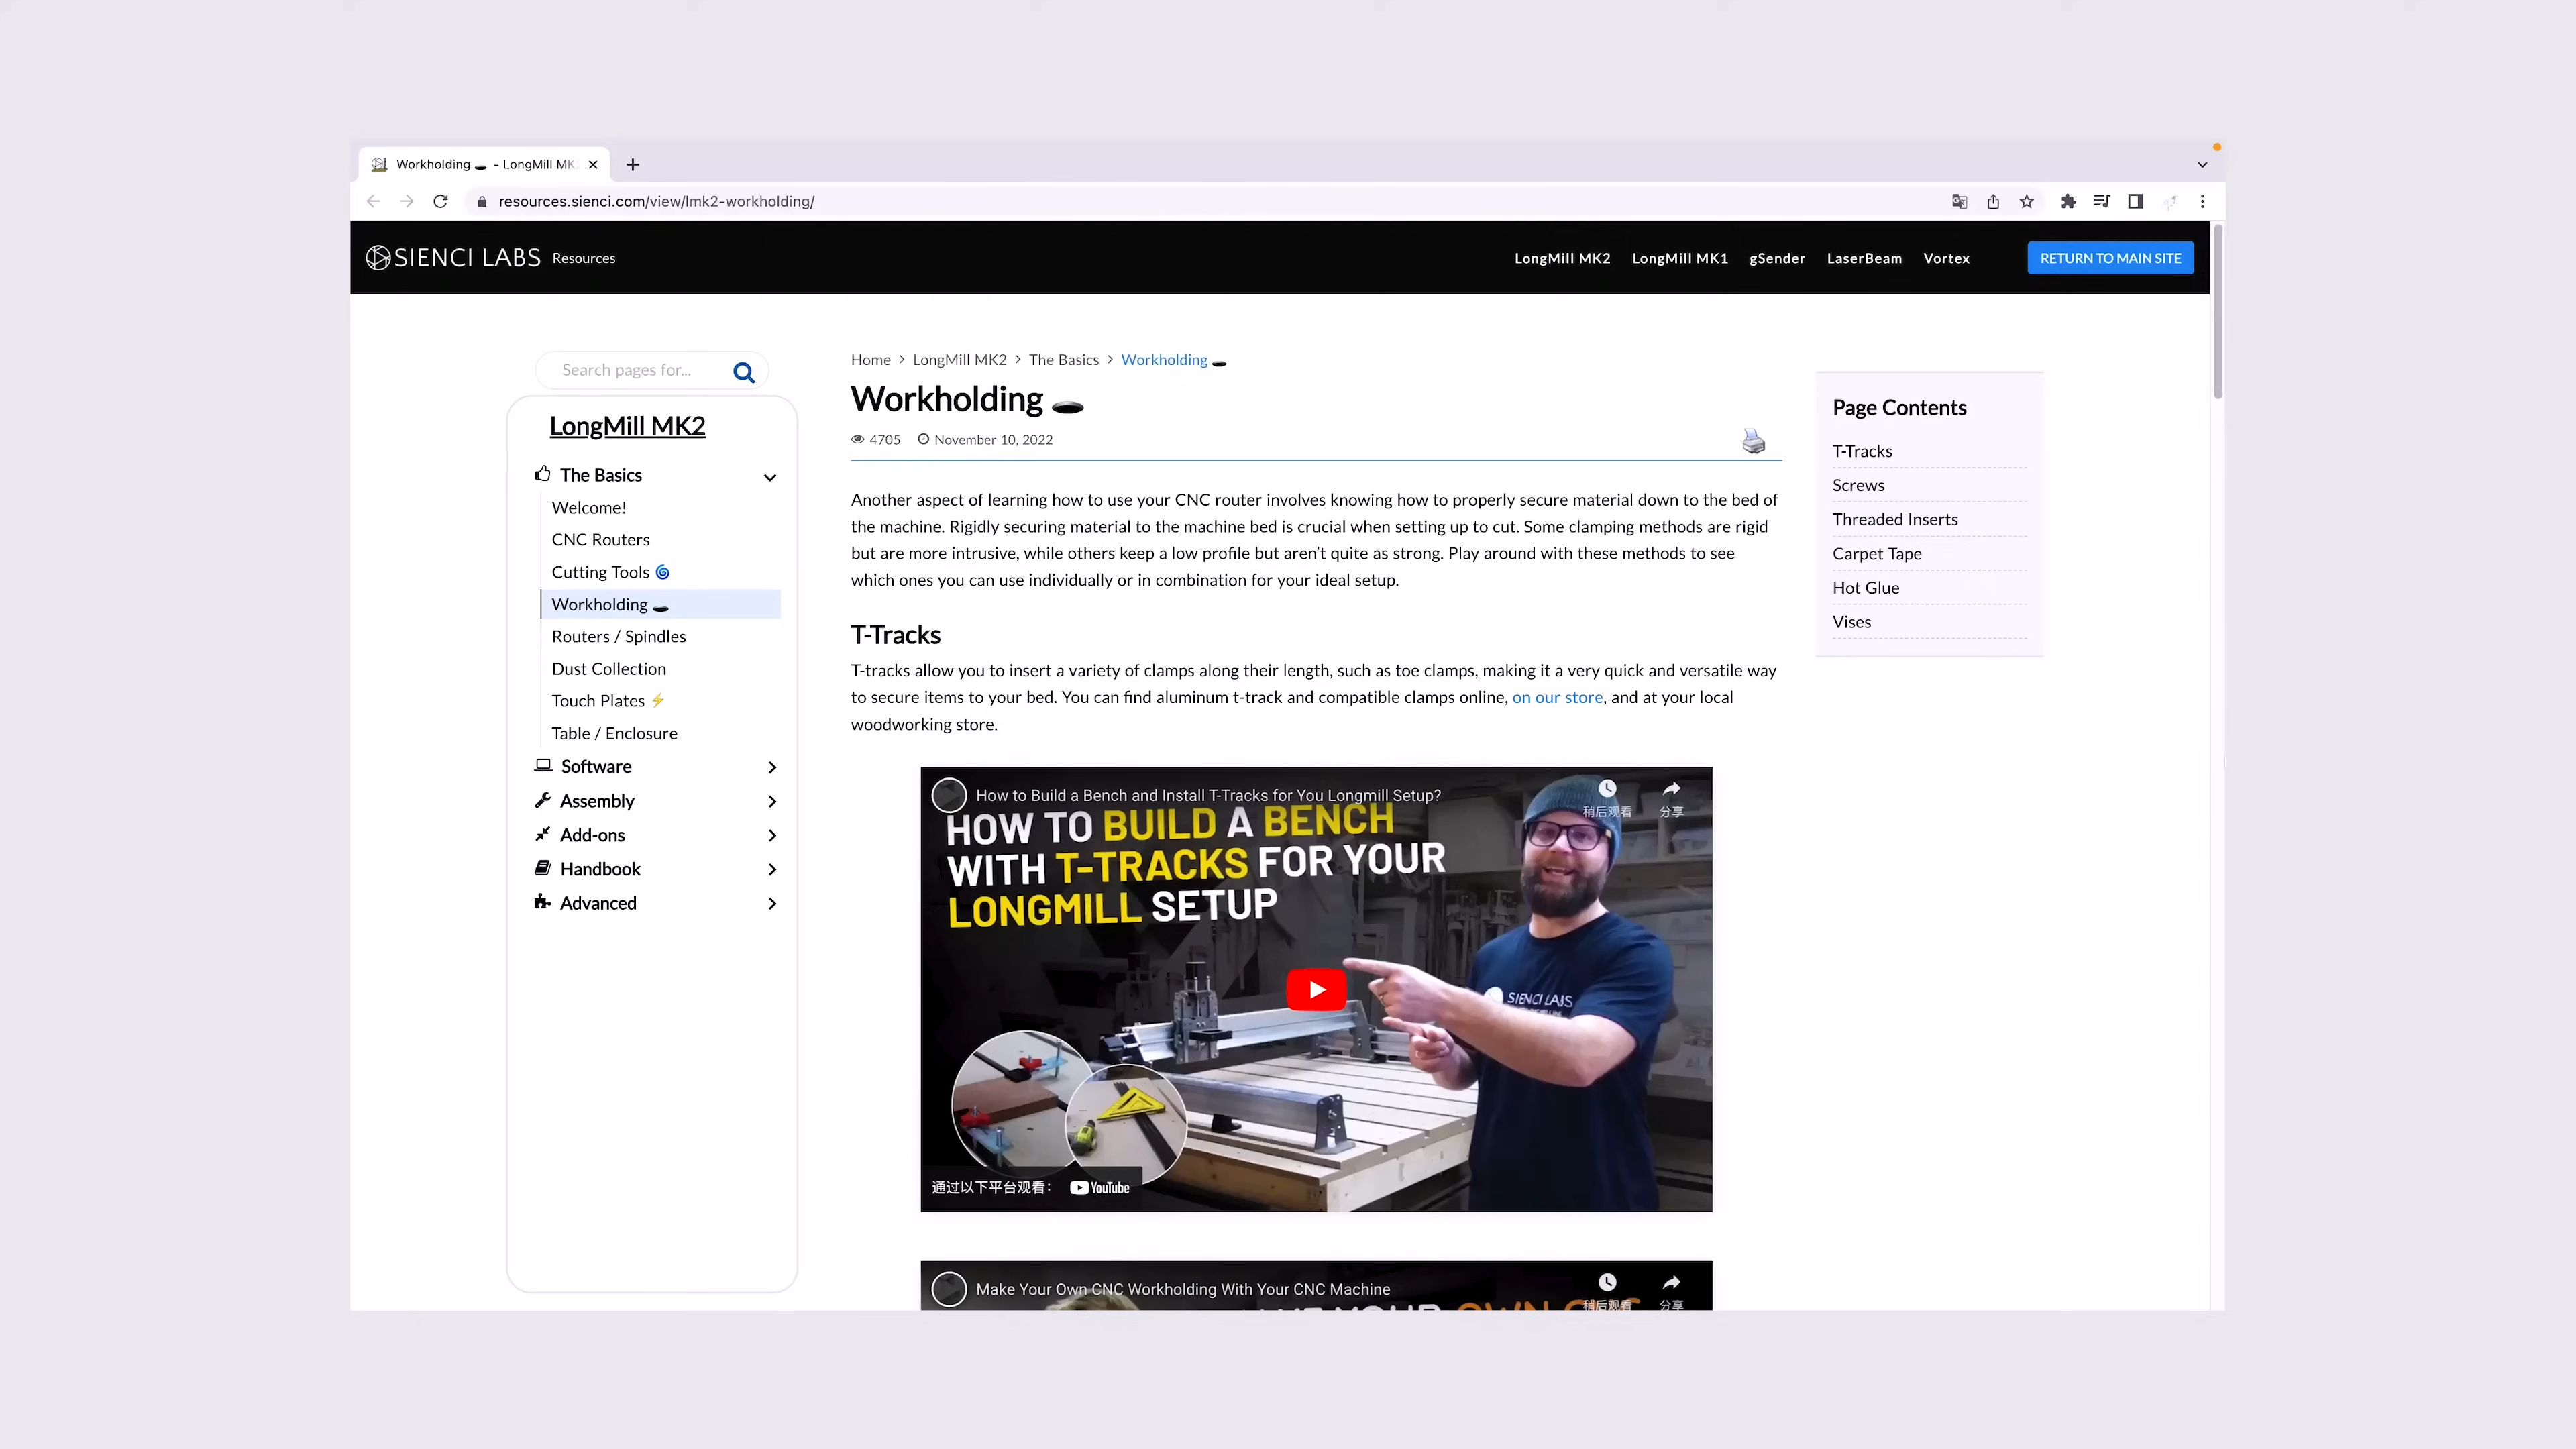 Workholding - LongMill MK
resources.sienci.com/view/lmk2-workholding/
SIENCI LABS Resources
LongMill MK2
LongMill MK1
gSender
LaserBeam
Vortex
RETURN TO MAIN SITE
Search pages for...
LongMill MK2
The Basics
Welcome!
CNC Routers
Cutting Tools
Workholding
Routers / Spindles
Dust Collection
Touch Plates
Table / Enclosure
Software
Assembly
Add-ons
Handbook
Advanced
Home > LongMill MK2 > The Basics > Workholding
Workholding
4705 November 10, 2022
Another aspect of learning how to use your CNC router involves knowing how to properly secure material down to the bed of
the machine. Rigidly securing material to the machine bed is crucial when setting up to cut. Some clamping methods are rigid
but are more intrusive, while others keep a low profile but aren't quite as strong. Play around with these methods to see
which ones you can use individually or in combination for your ideal setup.
T-Tracks
T-tracks allow you to insert a variety of clamps along their length, such as toe clamps, making it a very quick and versatile way
to secure items to your bed. You can find aluminum t-track and compatible clamps online, on our store, and at your local
woodworking store.
How to Build a Bench and Install T-Tracks for You Longmill Setup?
稍后观看
分享
HOW TO BUILD A BENCH
WITH T-TRACKS FOR YOUR
LONGMILL SETUP
SIENCI LABS
通过以下平台观看： YouTube
Make Your Own CNC Workholding With Your CNC Machine
稍后观看
分享
Page Contents
T-Tracks
Screws
Threaded Inserts
Carpet Tape
Hot Glue
Vises